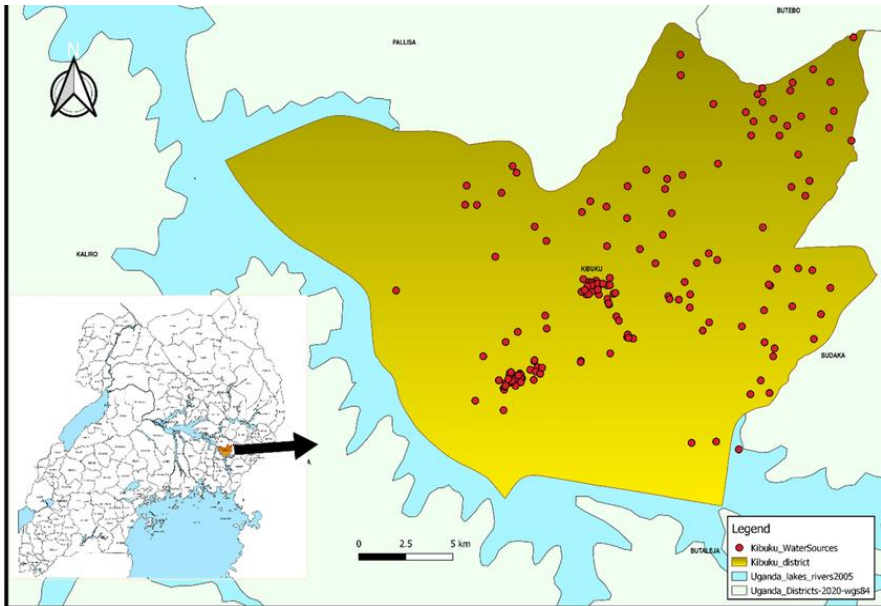 BUTEBO
PALLISA
N
KALIRO
KIBUKU
BUDAKA
0 2.5 5 km
BUTALEJA
Legend
Kibuku_WaterSources
Kibuku_district
Uganda_lakes_rivers2005
Uganda_Districts-2020-wgs84